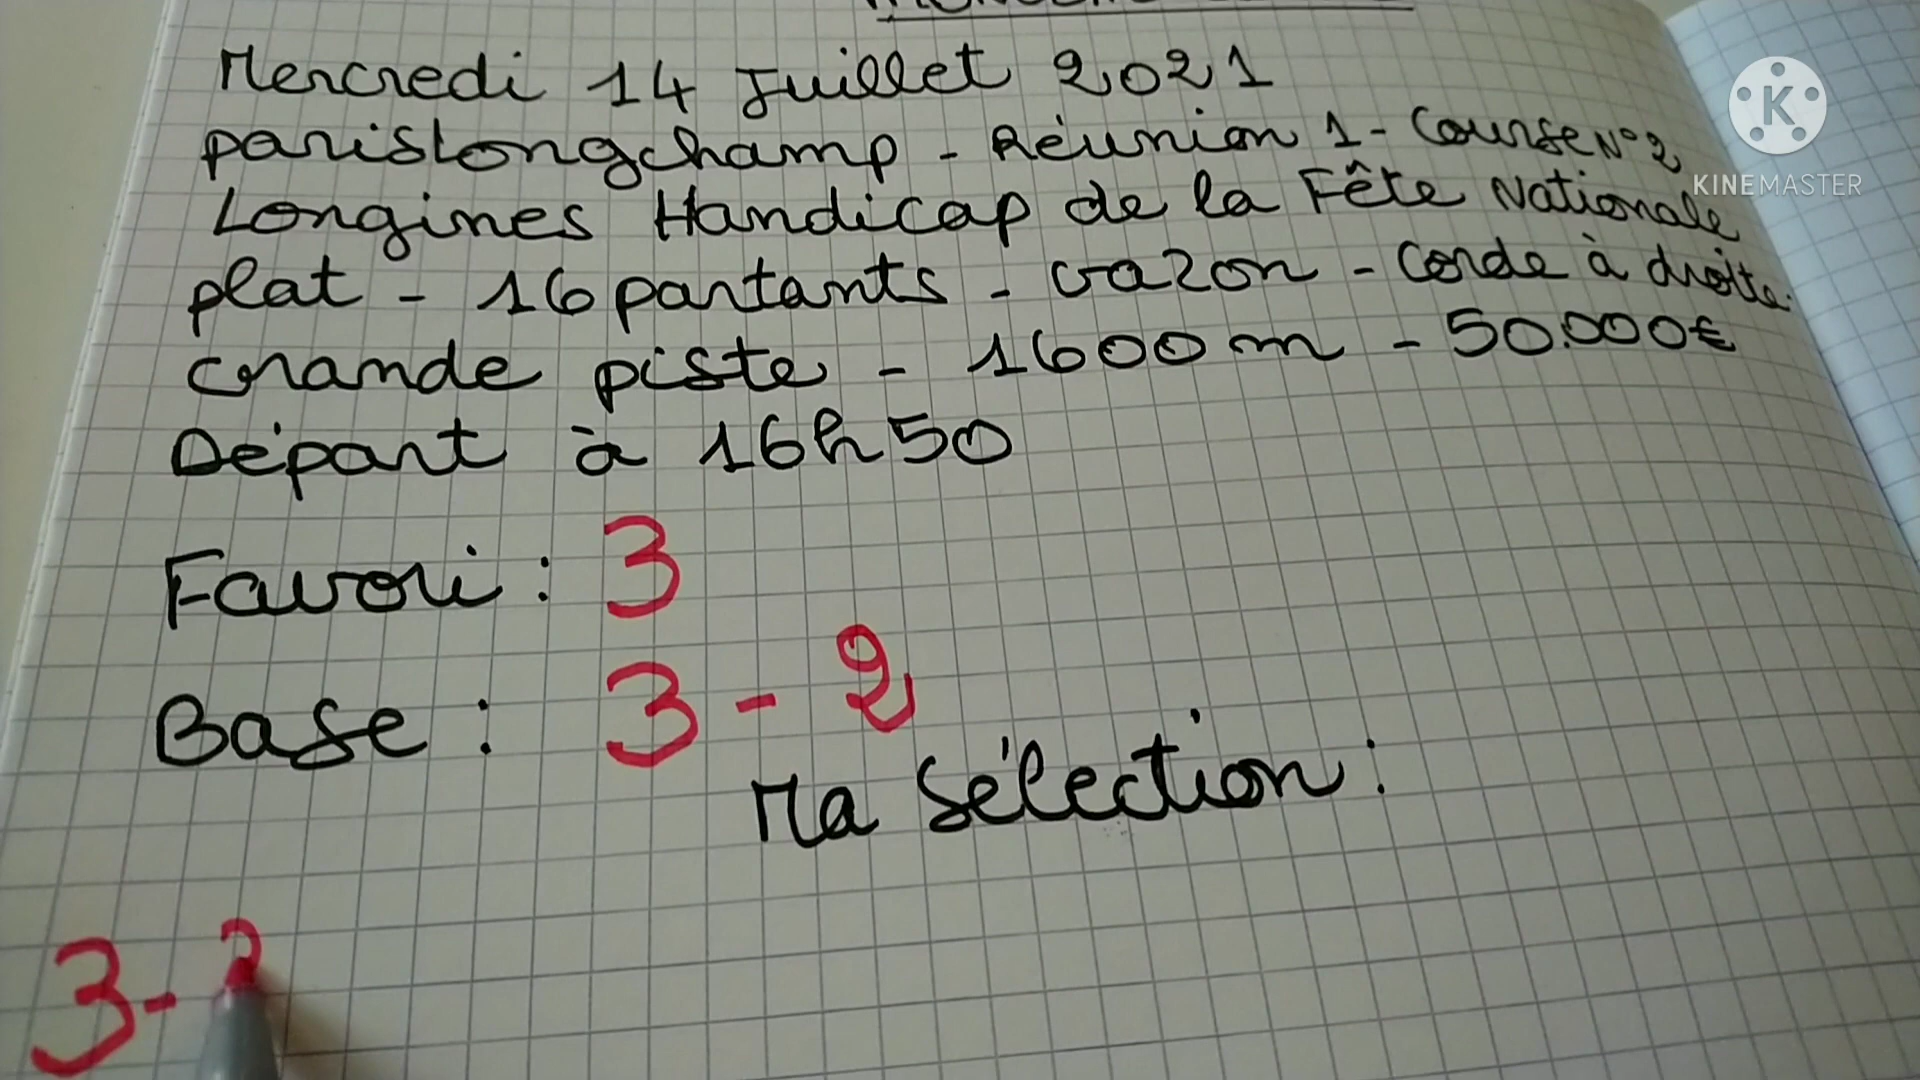 Mercredi 14 Juillet 2021
parisLongchamp - Réunion 1 - Course N°2
Longines Handicap de la Fête Nationale
plat - 16 partants - Gazon - Corde à droite.
Grande piste - 1600 m - 50.000€
Départ à 16h50
Favori : 3
Base : 3 - 2
Ma Sélection :
3 - 2
K
KINEMASTER